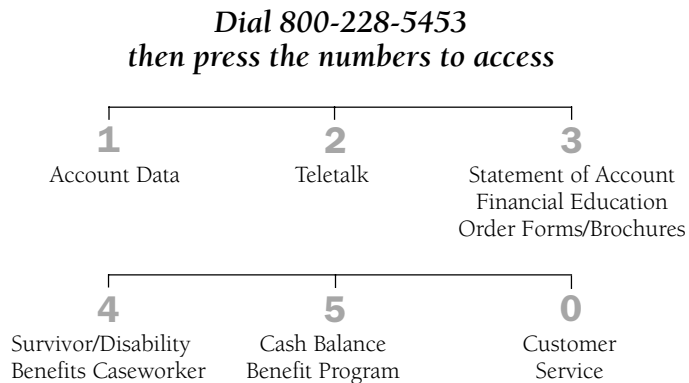 Dial 800-228-5453
then press the numbers to access
1 2 3
Account Data Teletalk Statement of Account
Financial Education
Order Forms/Brochures
4 5 0
Survivor/Disability Cash Balance Customer
Benefits Caseworker Benefit Program Service